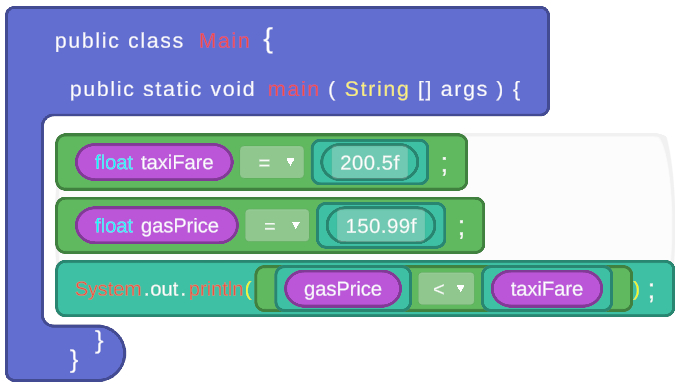 public class Main {
public static void main ( String [] args ) {
float taxiFare = 200.5f ;
float gasPrice = 150.99f ;
System.out.println( gasPrice < taxiFare ) ;
}
}